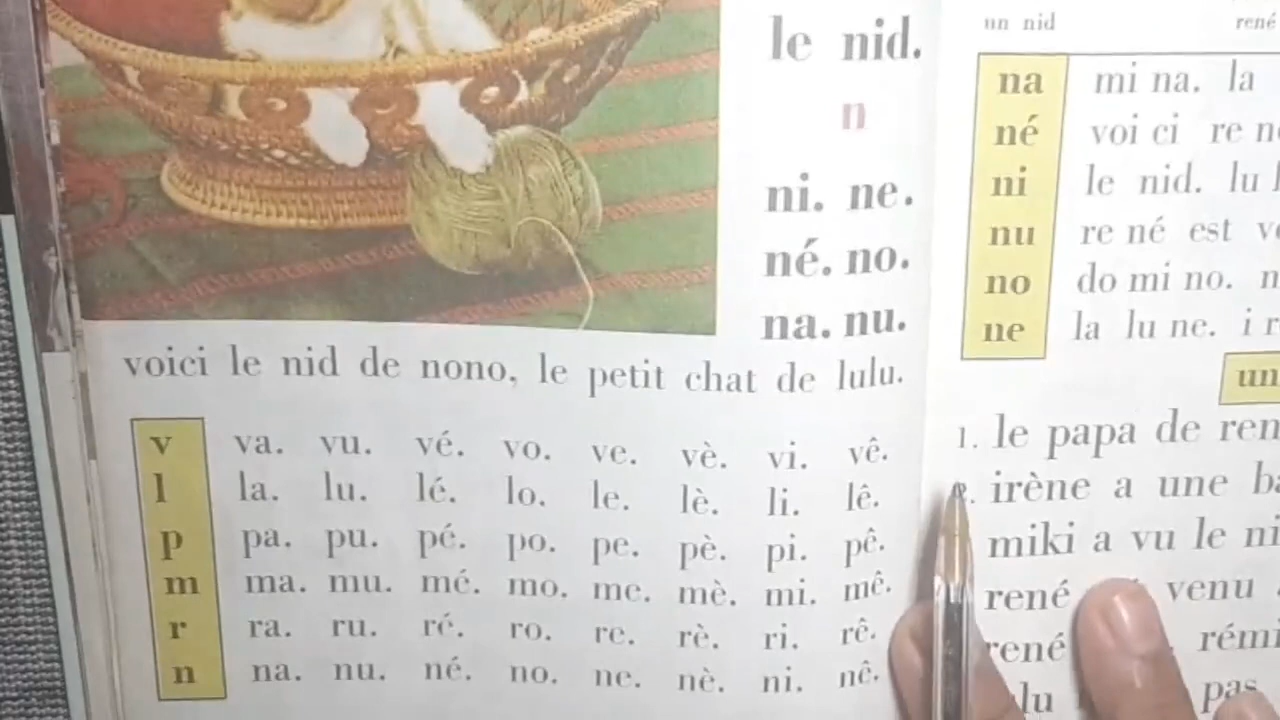 le nid.
n
ni. ne.
né. no.
na. nu.
voici le nid de nono, le petit chat de lulu.
v va. vu. vé. vo. ve. vè. vi. vê.
l la. lu. lé. lo. le. lè. li. lê.
p pa. pu. pé. po. pe. pè. pi. pê.
m ma. mu. mé. mo. me. mè. mi. mê.
r ra. ru. ré. ro. re. rè. ri. rê.
n na. nu. né. no. ne. nè. ni. nê.
un nid rené
na mi na. la
né voi ci re
ni le nid. lu
nu re né est
no do mi no.
ne la lu ne.
un
1. le papa de
irène a une
miki a vu le
rené venu
rené
pas